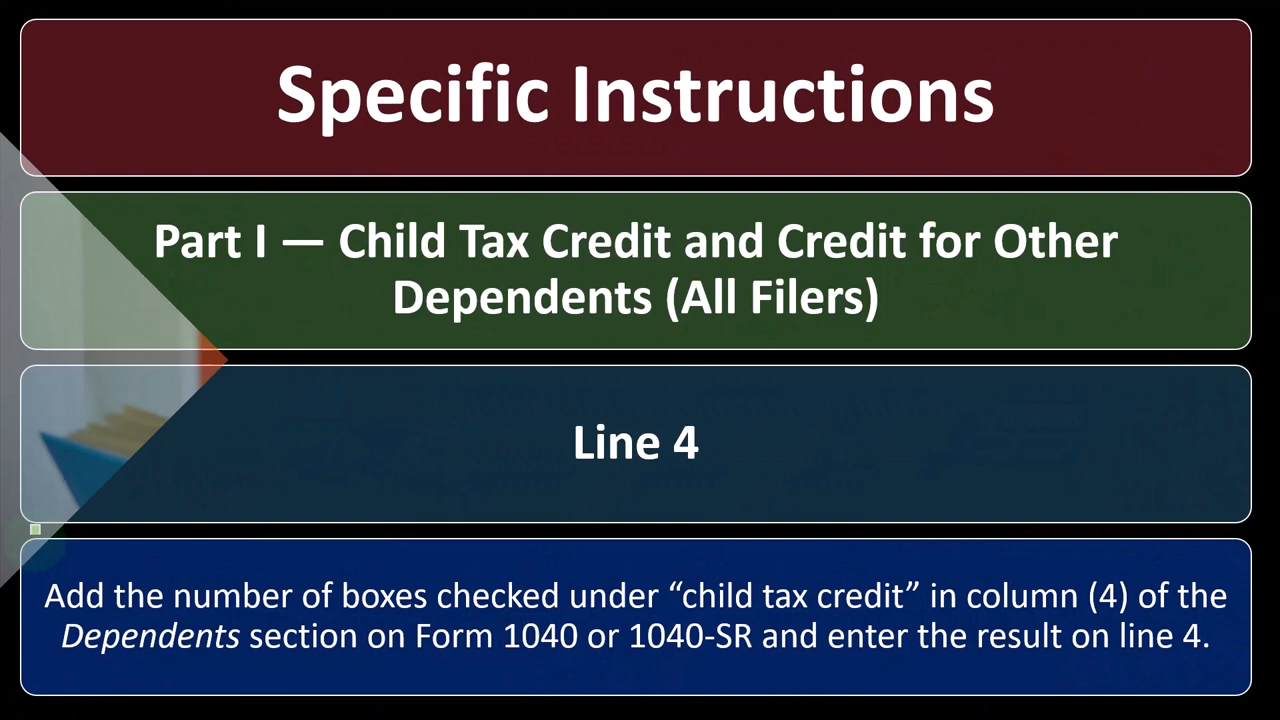 Specific Instructions
Part I — Child Tax Credit and Credit for Other
Dependents (All Filers)
Line 4
Add the number of boxes checked under “child tax credit” in column (4) of the
Dependents section on Form 1040 or 1040-SR and enter the result on line 4.